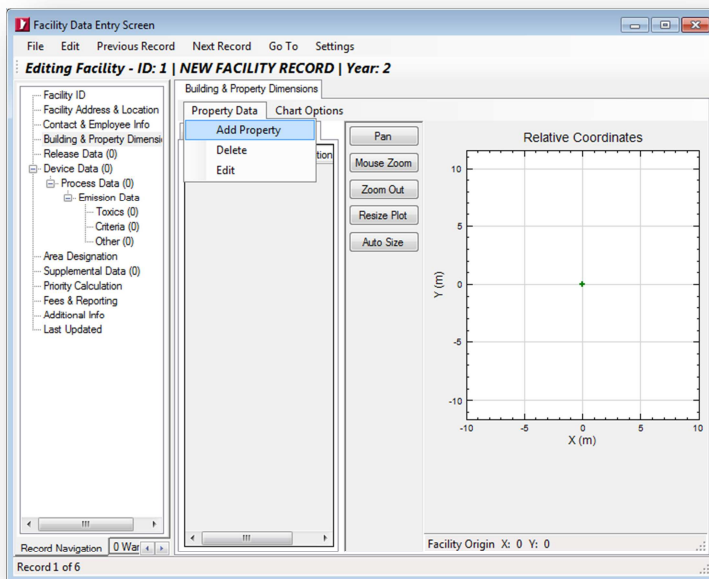 Facility Data Entry Screen
File Edit Previous Record Next Record Go To Settings
Editing Facility - ID: 1 | NEW FACILITY RECORD | Year: 2
Facility ID
Facility Address & Location
Contact & Employee Info
Building & Property Dimensi
Release Data (0)
Device Data (0)
Process Data (0)
Emission Data
Toxics (0)
Criteria (0)
Other (0)
Area Designation
Supplemental Data (0)
Priority Calculation
Fees & Reporting
Additional Info
Last Updated
Record Navigation 0 War
Building & Property Dimensions
Property Data Chart Options
Add Property
Delete
Edit
tion
Pan
Mouse Zoom
Zoom Out
Resize Plot
Auto Size
Relative Coordinates
10
5
0
-5
-10
Y (m)
-10 -5 0 5 10
X (m)
Facility Origin X: 0 Y: 0
Record 1 of 6